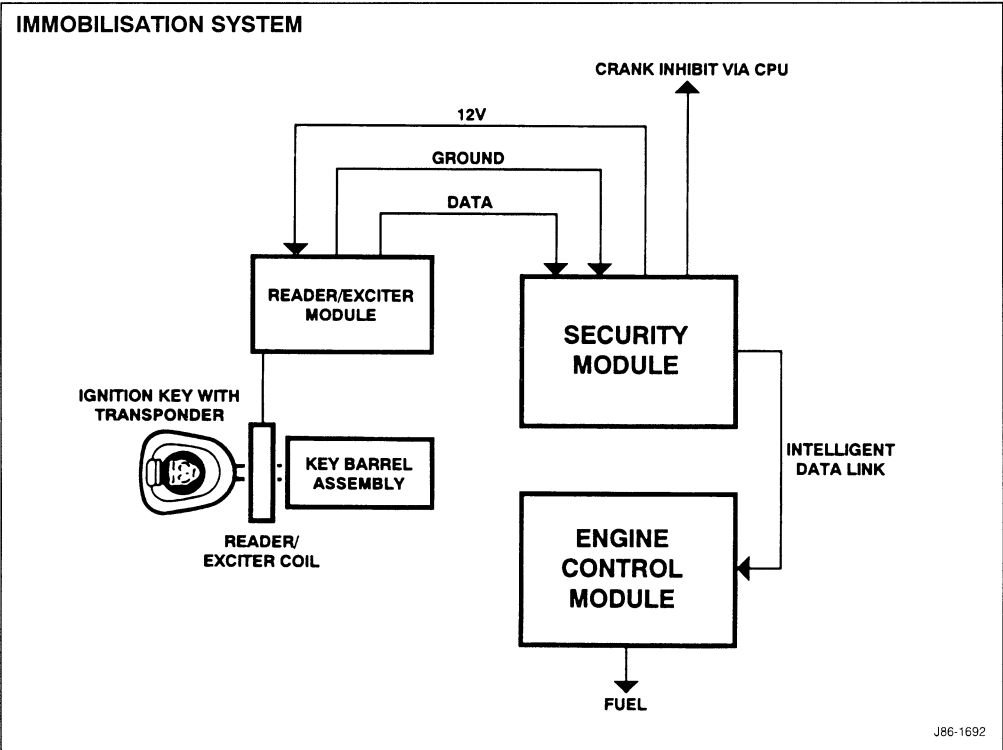 IMMOBILISATION SYSTEM
CRANK INHIBIT VIA CPU
12V
GROUND
DATA
READER/EXCITER
MODULE
SECURITY
MODULE
IGNITION KEY WITH
TRANSPONDER
KEY BARREL
ASSEMBLY
INTELLIGENT
DATA LINK
READER/
EXCITER COIL
ENGINE
CONTROL
MODULE
FUEL
J86-1692